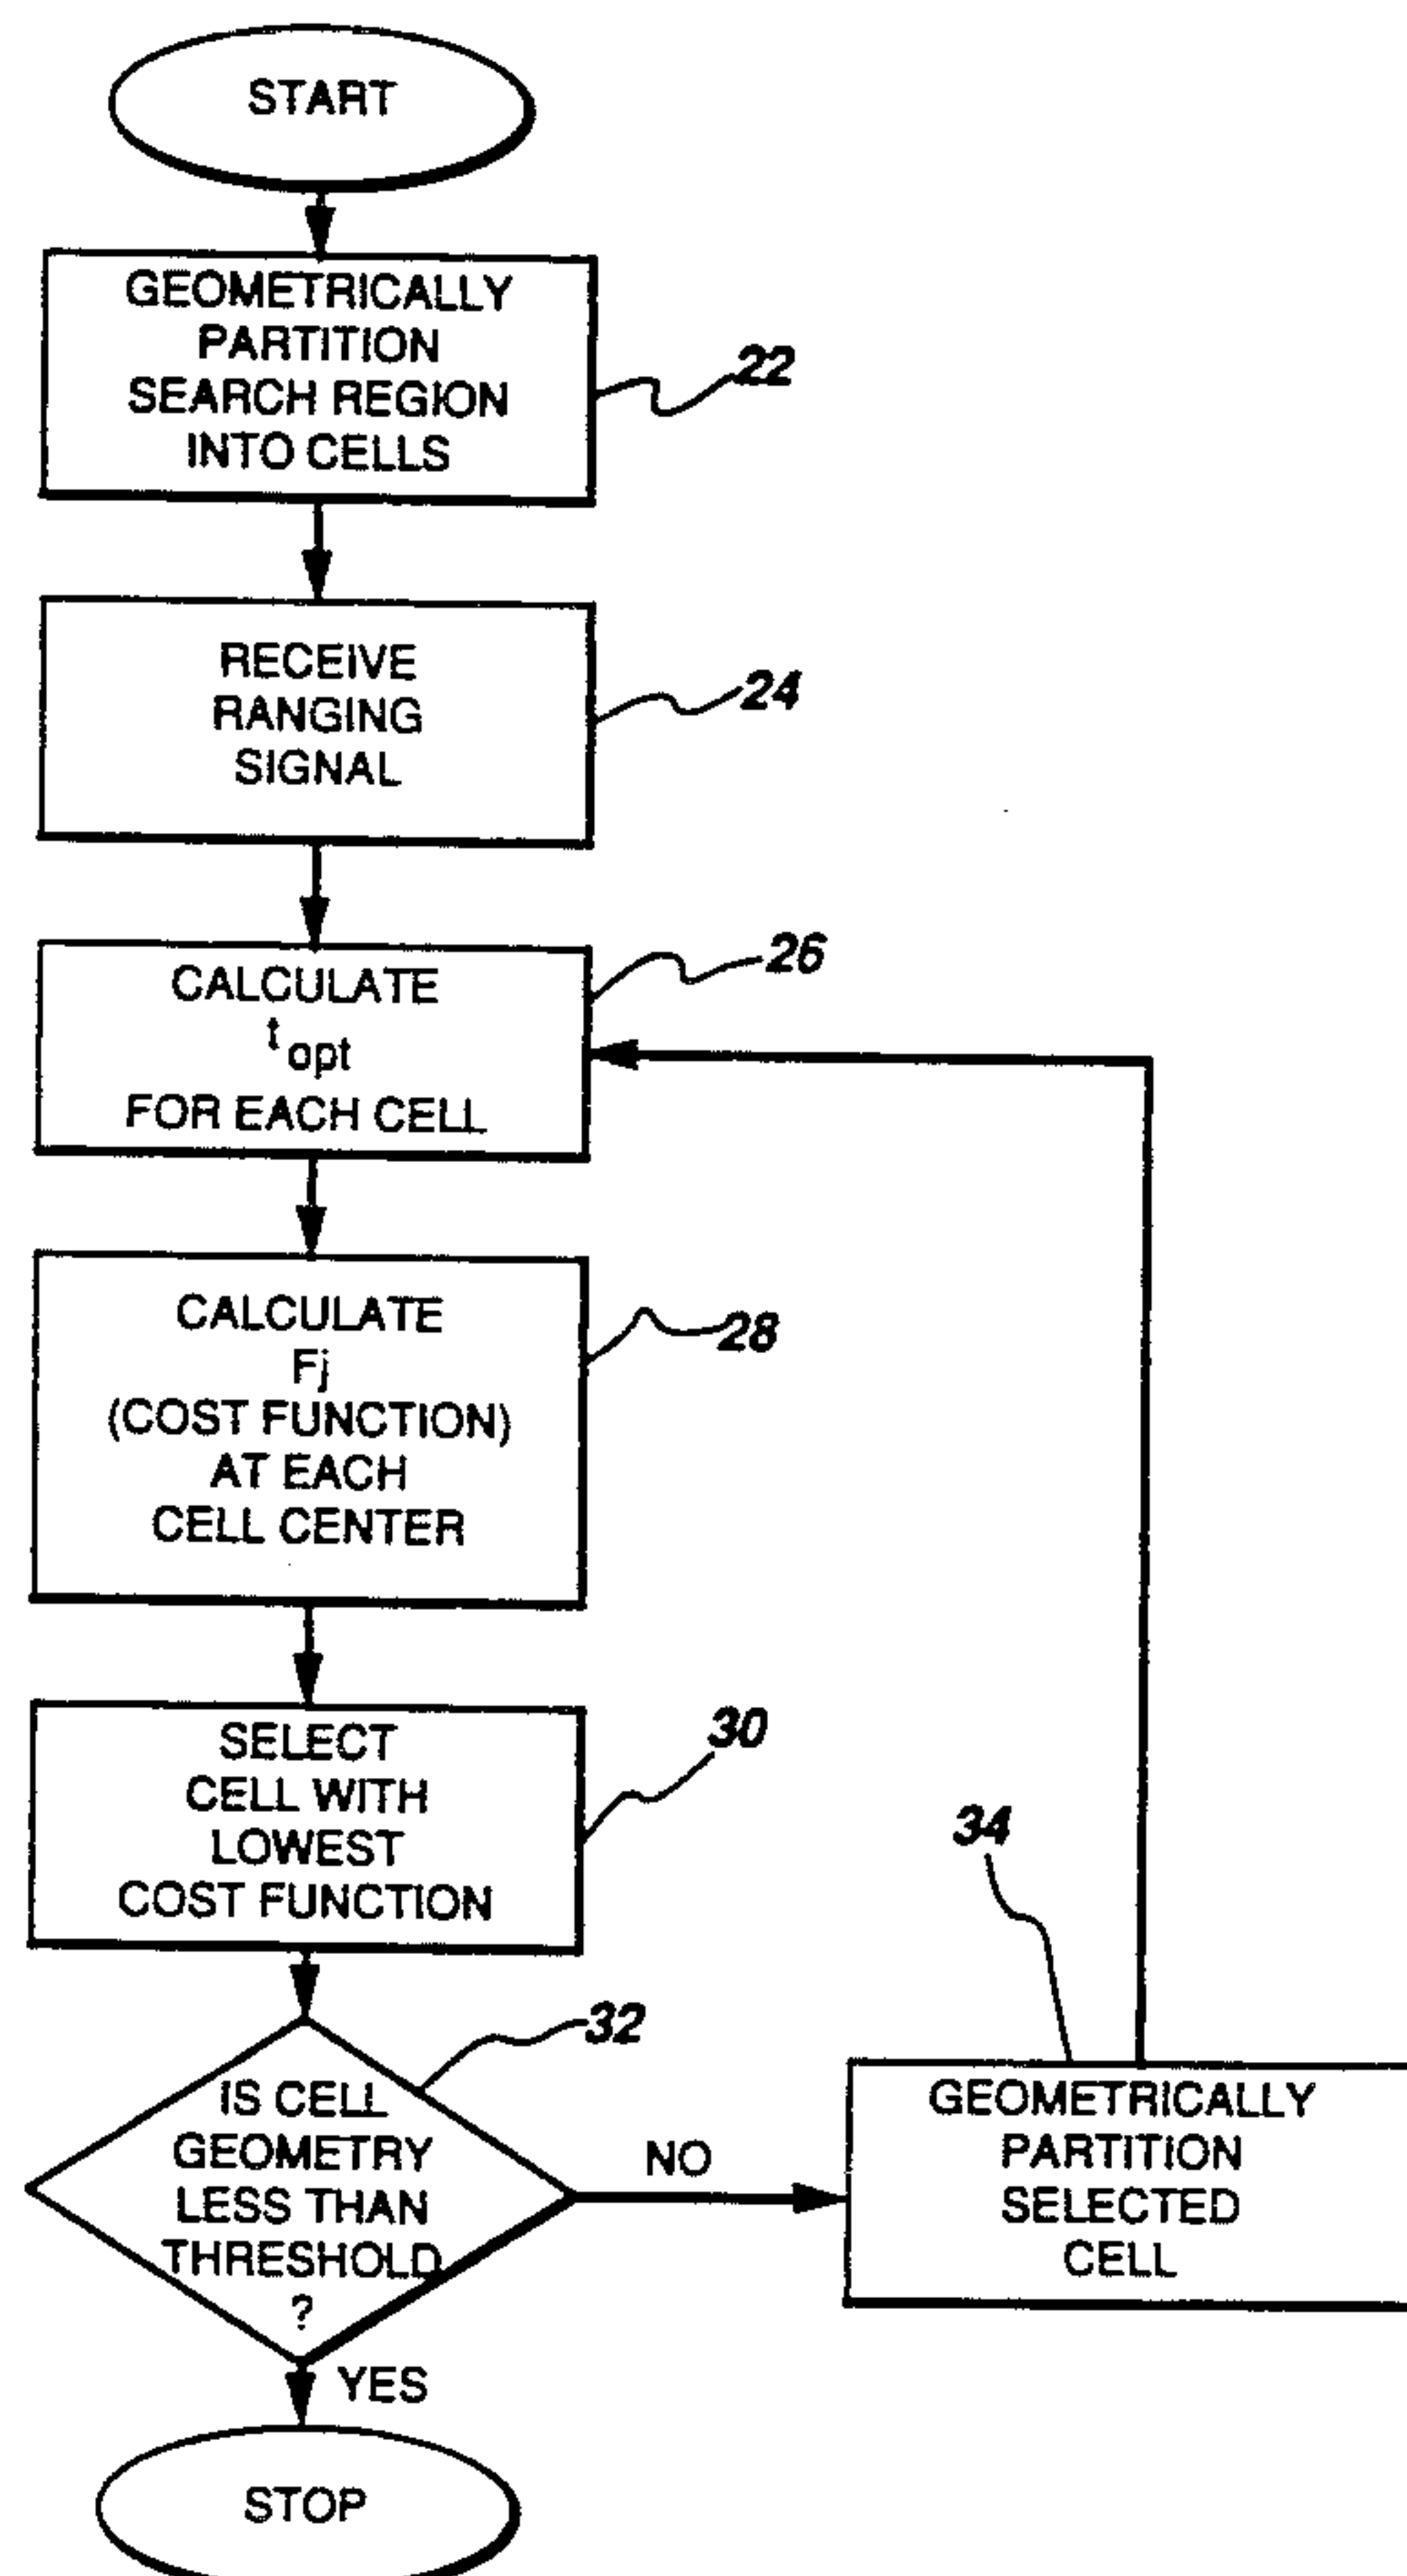 START
GEOMETRICALLY
PARTITION
SEARCH REGION
INTO CELLS
22
RECEIVE
RANGING
SIGNAL
24
CALCULATE
t opt
FOR EACH CELL
26
CALCULATE
Fj
(COST FUNCTION)
AT EACH
CELL CENTER
28
SELECT
CELL WITH
LOWEST
COST FUNCTION
30
IS CELL
GEOMETRY
LESS THAN
THRESHOLD
?
32
NO
34
GEOMETRICALLY
PARTITION
SELECTED
CELL
YES
STOP